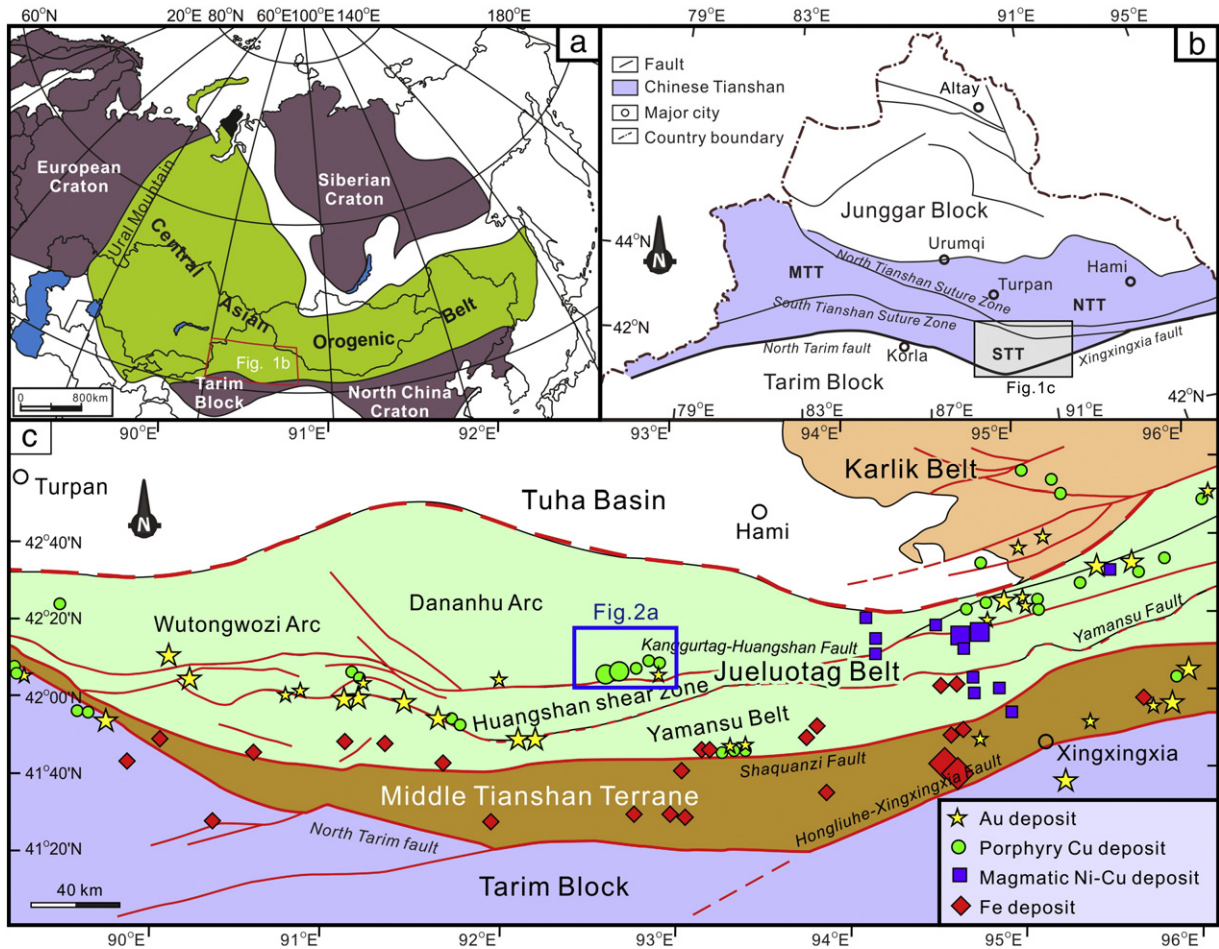 60°N
20°E 80°N
60°E 100°E 140°E
180°E
a
European
Craton
Ural Mountain
Siberian
Craton
Central
Asian
Orogenic
Belt
Fig. 1b
Tarim
Block
North China
Craton
0 800km
79°E
83°E
91°E
95°E
b
Fault
Chinese Tianshan
Major city
Country boundary
Altay
Junggar Block
44°N
N
Urumqi
MTT
North Tianshan Suture Zone
Turpan
Hami
NTT
South Tianshan Suture Zone
42°N
STT
North Tarim fault
Korla
Xingxingxia fault
Tarim Block
Fig.1c
42°N
79°E
83°E
87°E
91°E
c
90°E
91°E
92°E
93°E
94°E
95°E
96°E
Turpan
N
Tuha Basin
Karlik Belt
Hami
42°40'N
Dananhu Arc
42°20'N
Fig.2a
Wutongwozi Arc
Kanggurtag-Huangshan Fault
Yamansu Fault
Jueluotag Belt
42°00'N
Huangshan shear zone
Yamansu Belt
Xingxingxia
41°40'N
Shaquanzi Fault
Middle Tianshan Terrane
Hongliuhe-Xingxingxia Fault
North Tarim fault
41°20'N
Tarim Block
40 km
Au deposit
Porphyry Cu deposit
Magmatic Ni-Cu deposit
Fe deposit
90°E
91°E
92°E
93°E
94°E
95°E
96°E